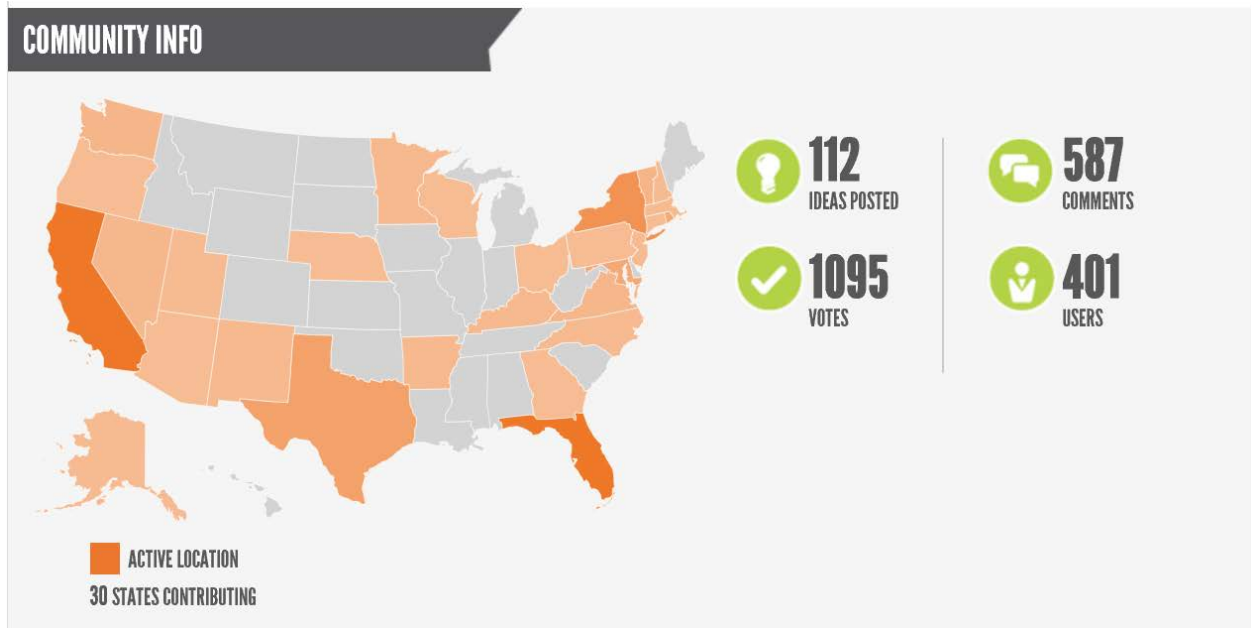 COMMUNITY INFO
112
IDEAS POSTED
587
COMMENTS
1095
VOTES
401
USERS
ACTIVE LOCATION
30 STATES CONTRIBUTING